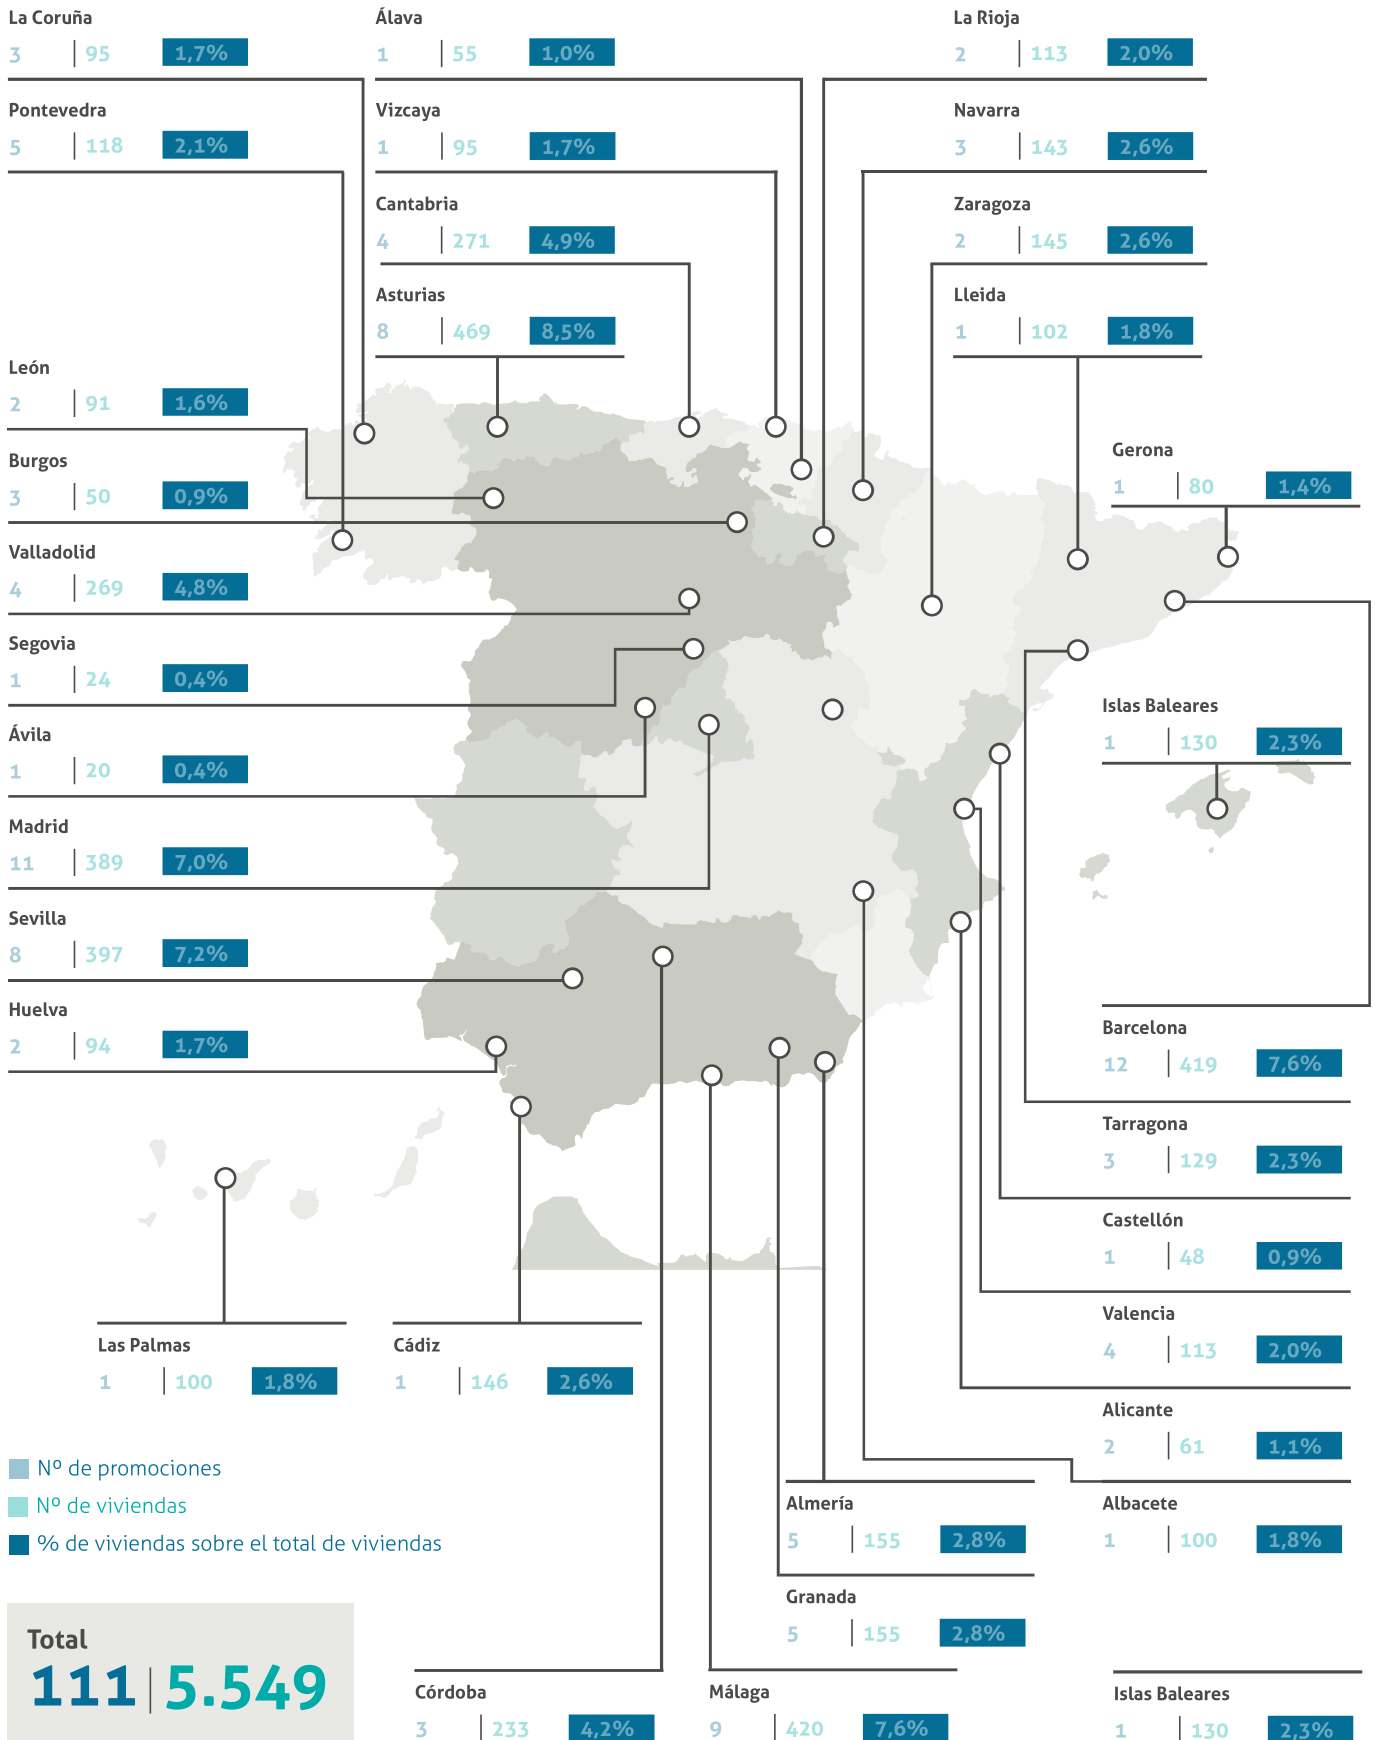 La Coruña
3 95 1,7%
Pontevedra
5 118 2,1%
León
2 91 1,6%
Burgos
3 50 0,9%
Valladolid
4 269 4,8%
Segovia
1 24 0,4%
Ávila
1 20 0,4%
Madrid
11 389 7,0%
Sevilla
8 397 7,2%
Huelva
2 94 1,7%
Álava
1 55 1,0%
Vizcaya
1 95 1,7%
Cantabria
4 271 4,9%
Asturias
8 469 8,5%
La Rioja
2 113 2,0%
Navarra
3 143 2,6%
Zaragoza
2 145 2,6%
Lleida
1 102 1,8%
Gerona
1 80 1,4%
Islas Baleares
1 130 2,3%
Barcelona
12 419 7,6%
Tarragona
3 129 2,3%
Castellón
1 48 0,9%
Valencia
4 113 2,0%
Alicante
2 61 1,1%
Albacete
1 100 1,8%
Las Palmas
1 100 1,8%
Cádiz
1 146 2,6%
Almería
5 155 2,8%
Granada
5 155 2,8%
Córdoba
3 233 4,2%
Málaga
9 420 7,6%
Islas Baleares
1 130 2,3%
Nº de promociones
Nº de viviendas
% de viviendas sobre el total de viviendas
Total
111 5.549